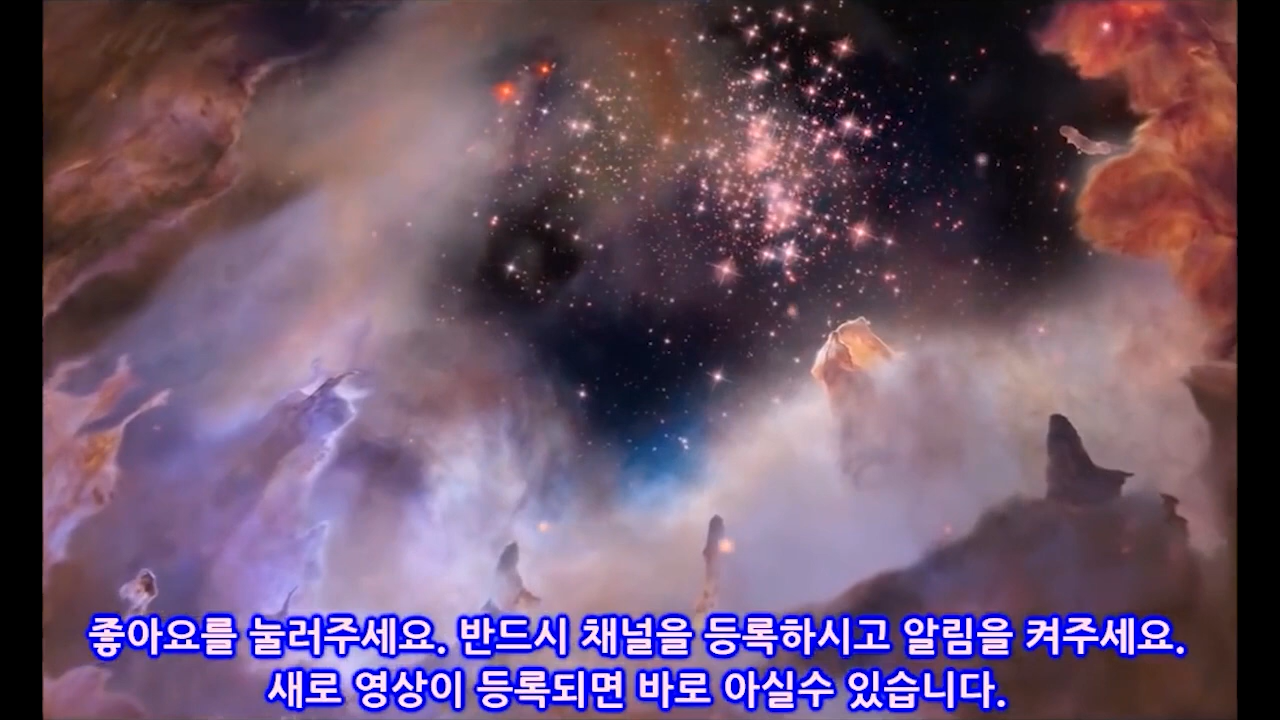 좋아요를 눌러주세요. 반드시 채널을 등록하시고 알림을 켜주세요.
새로 영상이 등록되면 바로 아실수 있습니다.